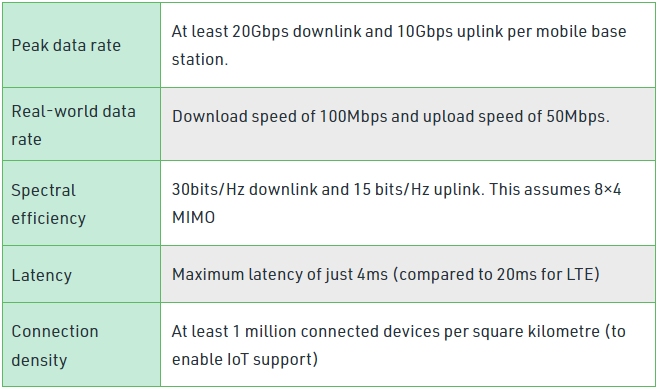 Peak data rate
At least 20Gbps downlink and 10Gbps uplink per mobile base
station.
Real-world data
rate
Download speed of 100Mbps and upload speed of 50Mbps.
Spectral
efficiency
30bits/Hz downlink and 15 bits/Hz uplink. This assumes 8×4
MIMO
Latency
Maximum latency of just 4ms (compared to 20ms for LTE)
Connection
density
At least 1 million connected devices per square kilometre (to
enable IoT support)